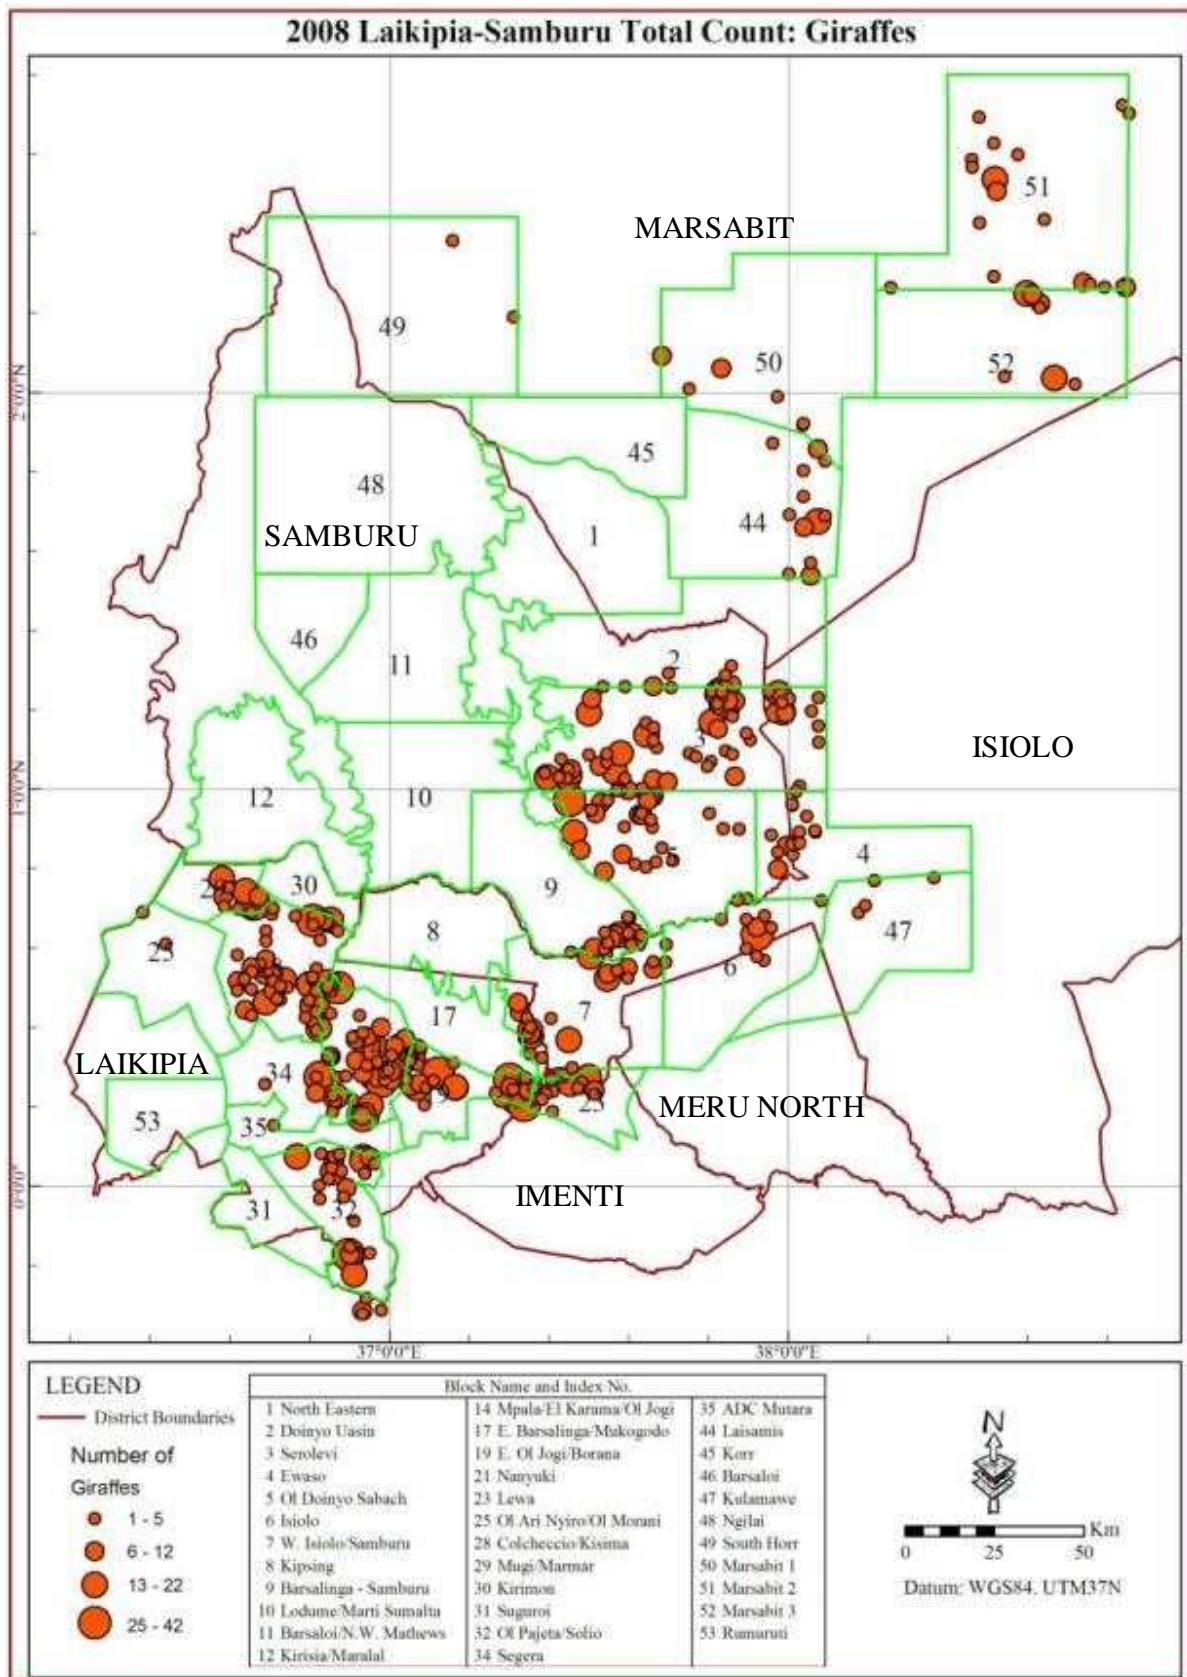 2008 Laikipia-Samburu Total Count: Giraffes
51
MARSABIT
49
50
52
2°0'0"N
45
48
44
SAMBURU
1
46
11
2
3
ISIOLO
1°0'0"N
12
10
4
5
30
9
8
47
25
6
17
7
LAIKIPIA
34
MERU NORTH
53
35
23
0°0'0"
IMENTI
31
32
37°0'0"E
38°0'0"E
LEGEND
District Boundaries
Number of
Giraffes
1 - 5
6 - 12
13 - 22
25 - 42
Block Name and Index No.
1 North Eastern
2 Doinyo Uasin
3 Serolevi
4 Ewaso
5 Ol Doinyo Sabach
6 Isiolo
7 W. Isiolo/Samburu
8 Kipsing
9 Barsalinga - Samburu
10 Lodume/Marti Sumalta
11 Barsaloi/N.W. Mathews
12 Kirisia/Maralal
14 Mpala/El Karama/Ol Jogi
17 E. Barsalinga/Mukogodo
19 E. Ol Jogi/Borana
21 Nanyuki
23 Lewa
25 Ol Ari Nyiro/Ol Morani
28 Colcheccio/Kisima
29 Mugi/Marmar
30 Kirimon
31 Suguroi
32 Ol Pajeta/Solio
34 Segera
35 ADC Mutara
44 Laisamis
45 Korr
46 Barsaloi
47 Kulamawe
48 Ngilai
49 South Horr
50 Marsabit 1
51 Marsabit 2
52 Marsabit 3
53 Rumuruti
N
Km
0 25 50
Datum: WGS84. UTM37N